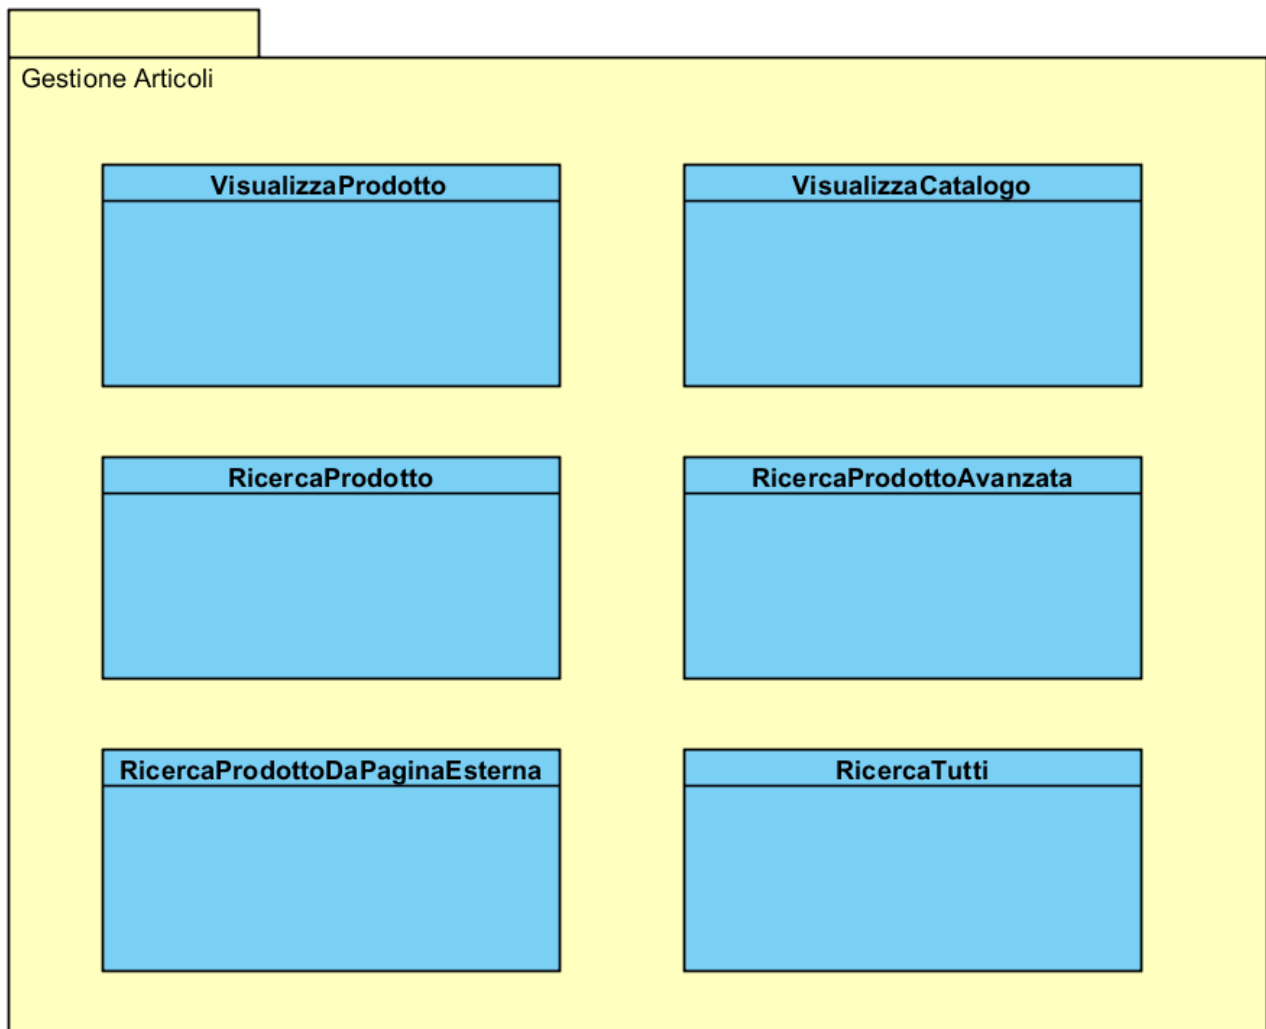 Gestione Articoli
VisualizzaProdotto
VisualizzaCatalogo
RicercaProdotto
RicercaProdottoAvanzata
RicercaProdottoDaPaginaEsterna
RicercaTutti